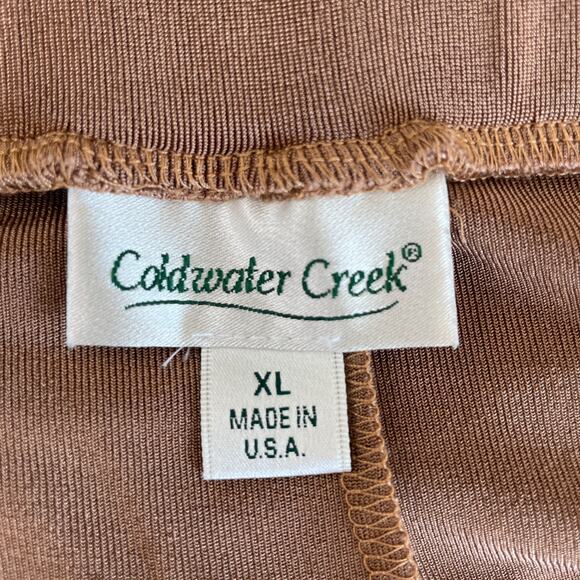 Coldwater Creek®
XL
MADE IN
U.S.A.